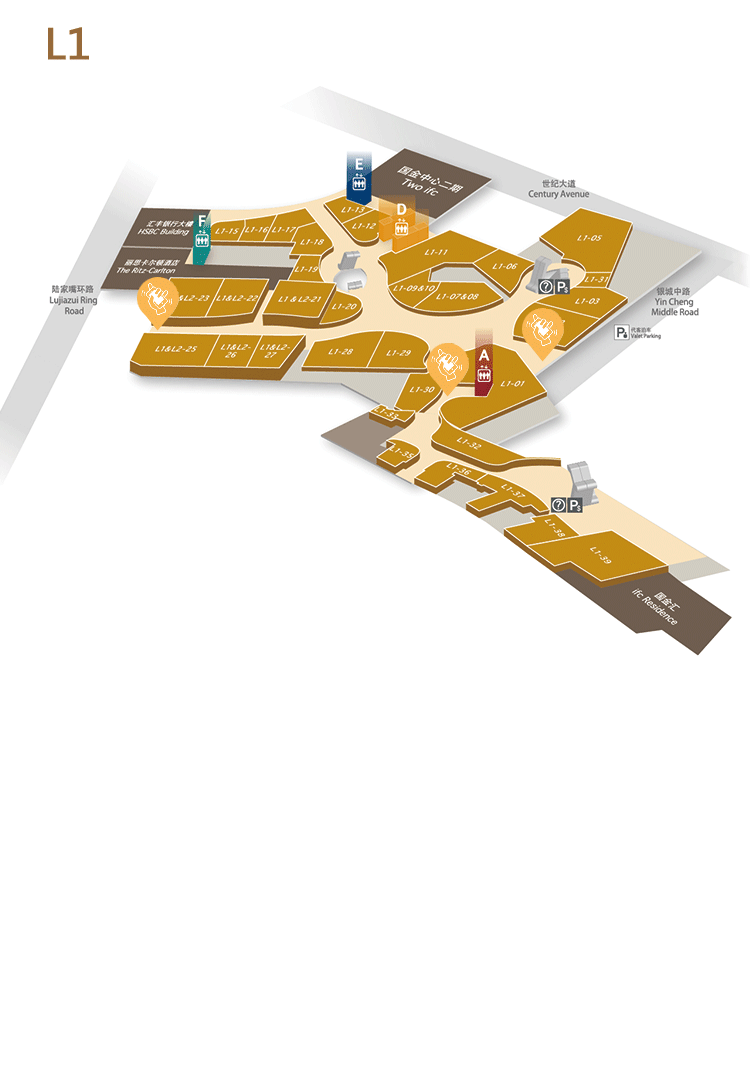 L1
世纪大道
Century Avenue
国金中心二期
Two ifc
E
D
F
汇丰银行大楼
HSBC Building
丽思卡尔顿酒店
The Ritz-Carlton
陆家嘴环路
Lujiazui Ring
Road
L1-13
L1-12
L1-15
L1-16
L1-17
L1-18
L1-19
L1-11
L1-06
L1-05
L1-31
L1-09&10
L1-07&08
L1-03
?
P
S
银城中路
Yin Cheng
Middle Road
P
代客泊车
Valet Parking
&L2-23
L1&L2-22
L1 & L2-21
L1-20
L1&L2-25
L1&L2-
26
L1&L2-
27
L1-28
L1-29
L1-30
A
L1-01
L1-33
L1-32
L1-35
L1-36
L1-37
?
P
S
L1-38
L1-39
国金汇
ifc Residence